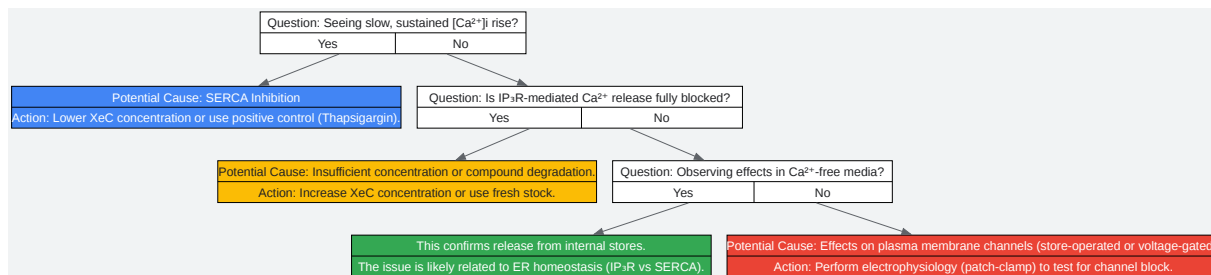 Question: Seeing slow, sustained [Ca²⁺]i rise?
Yes No
Potential Cause: SERCA Inhibition
Action: Lower XeC concentration or use positive control (Thapsigargin).
Question: Is IP₃R-mediated Ca²⁺ release fully blocked?
Yes No
Potential Cause: Insufficient concentration or compound degradation.
Action: Increase XeC concentration or use fresh stock.
Question: Observing effects in Ca²⁺-free media?
Yes No
This confirms release from internal stores.
The issue is likely related to ER homeostasis (IP₃R vs SERCA).
Potential Cause: Effects on plasma membrane channels (store-operated or voltage-gated
Action: Perform electrophysiology (patch-clamp) to test for channel block.